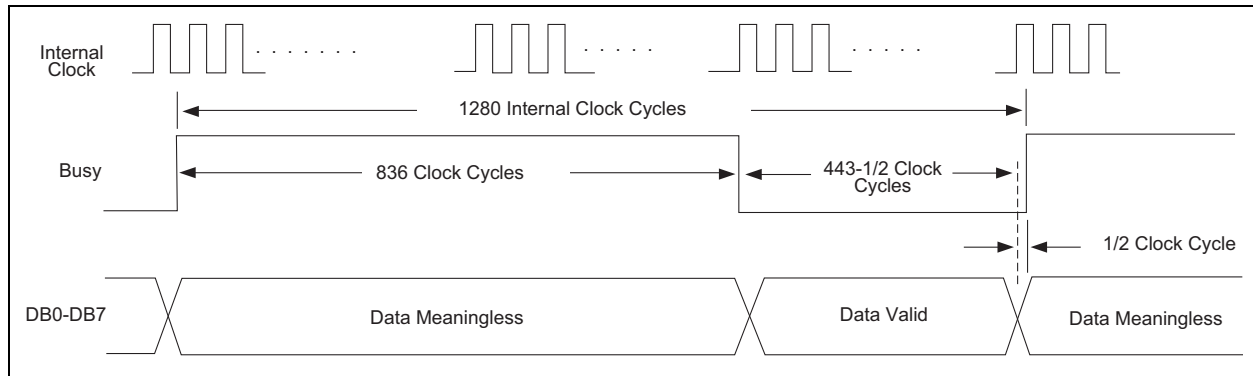 Internal
Clock
1280 Internal Clock Cycles
Busy
836 Clock Cycles
443-1/2 Clock
Cycles
1/2 Clock Cycle
DB0-DB7
Data Meaningless
Data Valid
Data Meaningless